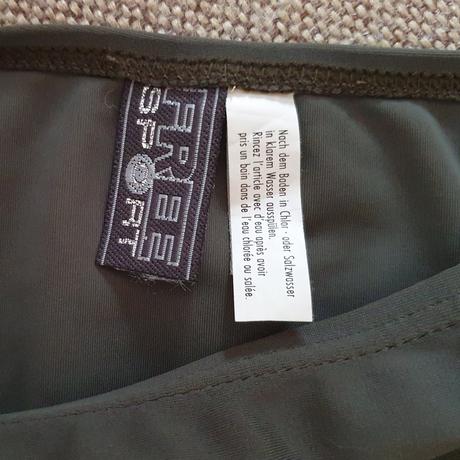 SPORT
Nach dem Baden in Chlor - oder Salzwasser
in klarem Wasser ausspülen.
Rincez l'article avec d'eau après avoir
pris un bain dans de l'eau chlorée ou salée.